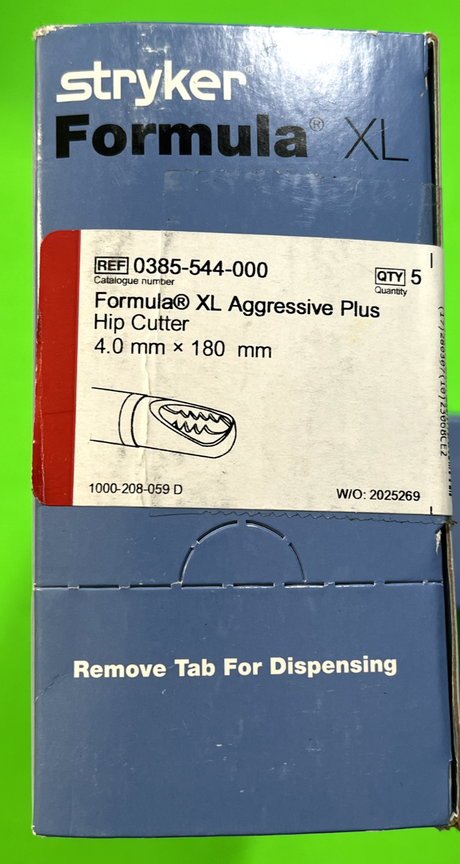 stryker®
Formula® XL
REF 0385-544-000
Catalogue number
QTY 5
Quantity
Formula® XL Aggressive Plus
Hip Cutter
4.0 mm × 180 mm
1000-208-059 D
W/O: 2025269
Remove Tab For Dispensing